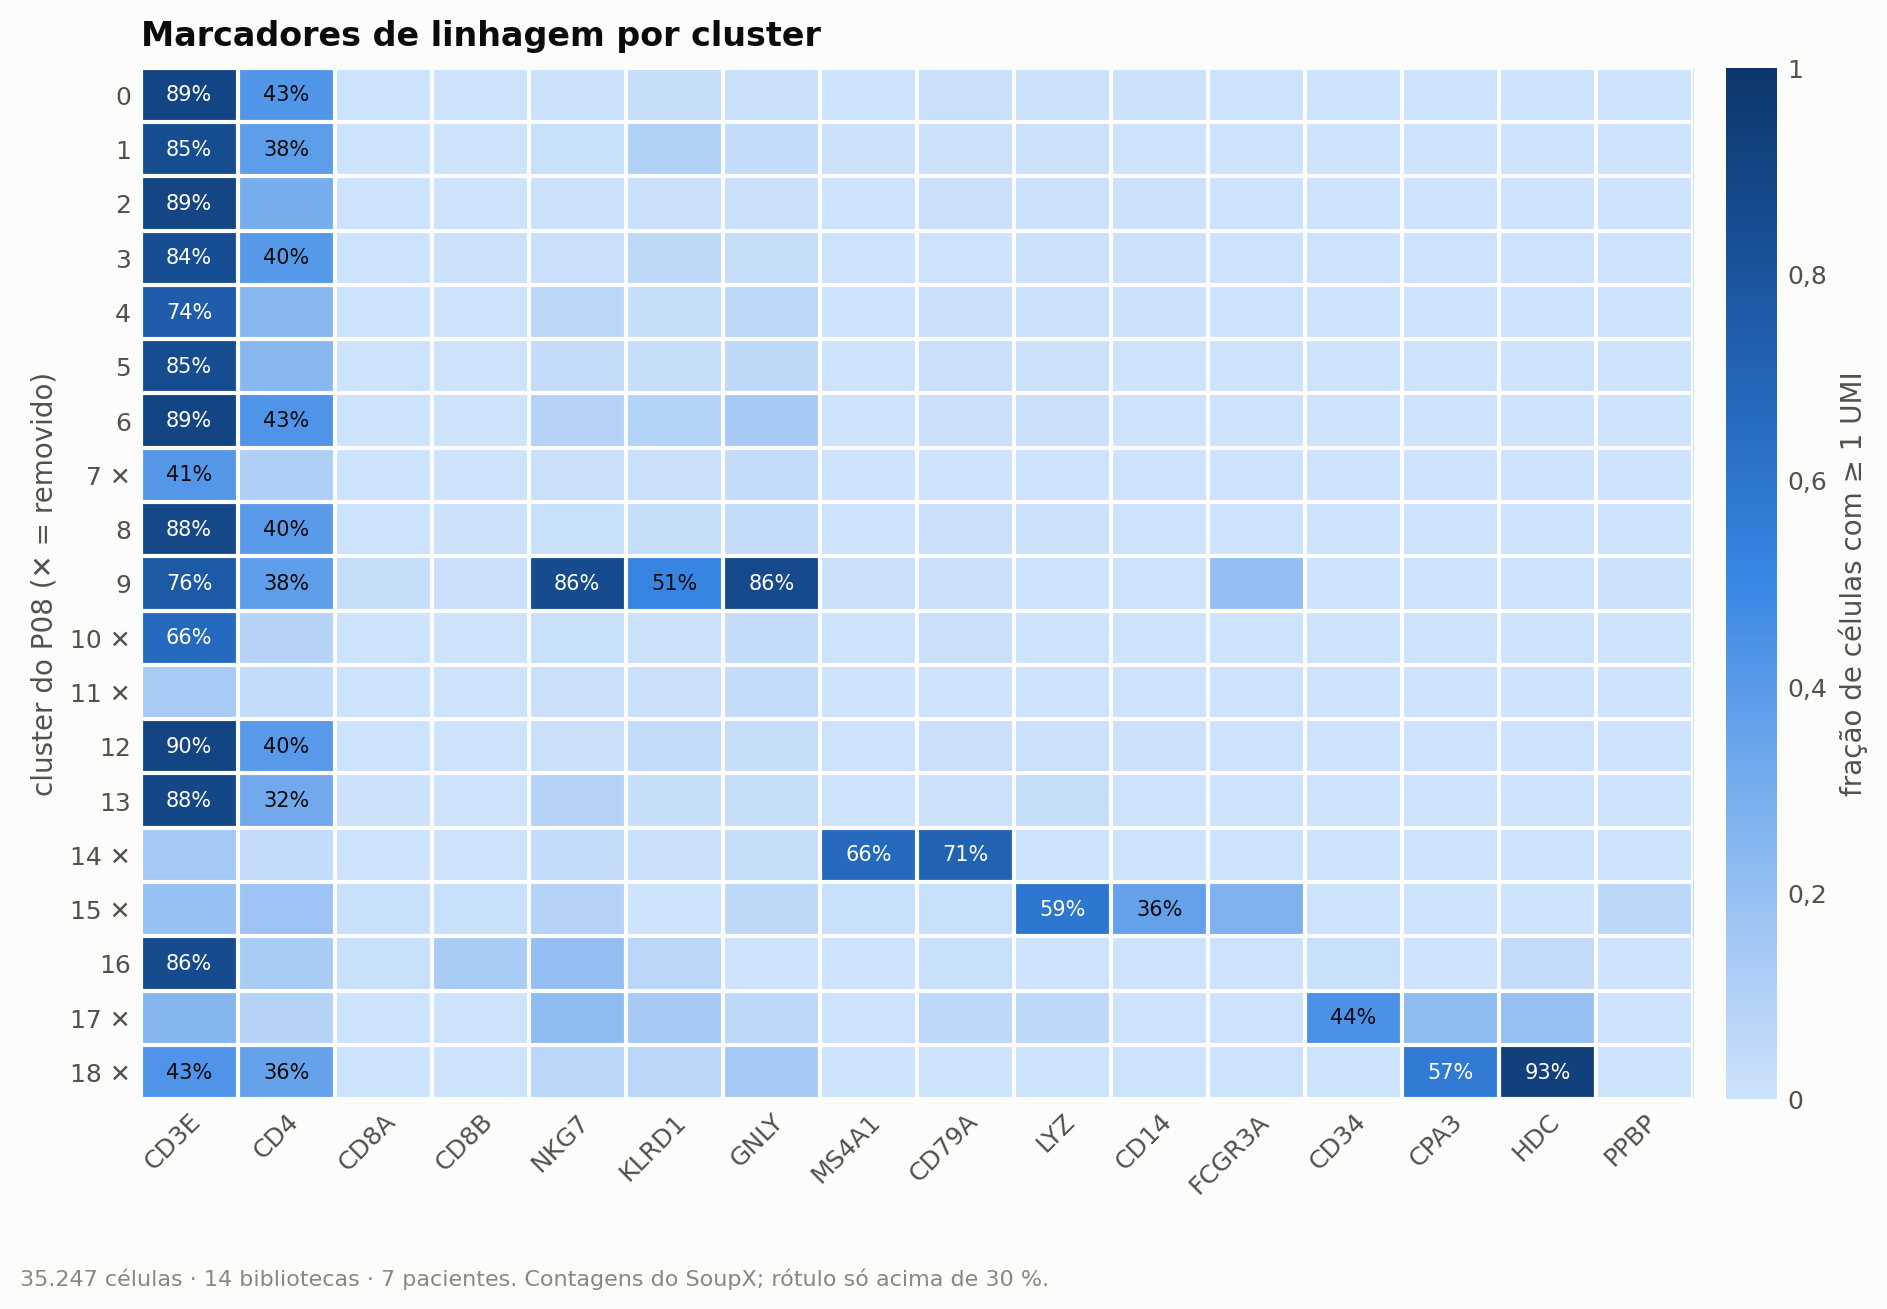 Marcadores de linhagem por cluster
0 89% 43%
1 85% 38%
2 89%
3 84% 40%
4 74%
5 85%
6 89% 43%
7 × 41%
8 88% 40%
9 76% 38% 86% 51% 86%
10 × 66%
11 ×
12 90% 40%
13 88% 32%
14 × 66% 71%
15 × 59% 36%
16 86%
17 × 44%
18 × 43% 36% 57% 93%
cluster do P08 (× = removido)
CD3E CD4 CD8A CD8B NKG7 KLRD1 GNLY MS4A1 CD79A LYZ CD14 FCGR3A CD34 CPA3 HDC PPBP
1
0,8
0,6
0,4
0,2
0
fração de células com ≥ 1 UMI
35.247 células · 14 bibliotecas · 7 pacientes. Contagens do SoupX; rótulo só acima de 30 %.